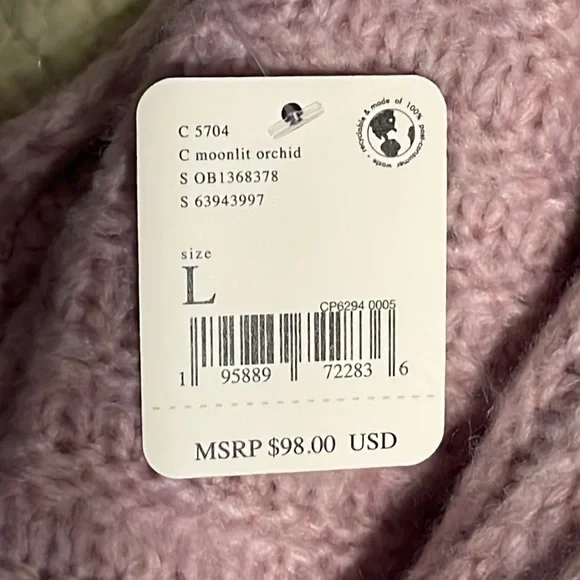 C 5704
C moonlit orchid
S OB1368378
S 63943997
recyclable & made of 100% post-consumer waste •
size
L
CP6294 0005
1 95889 72283 6
MSRP $98.00 USD